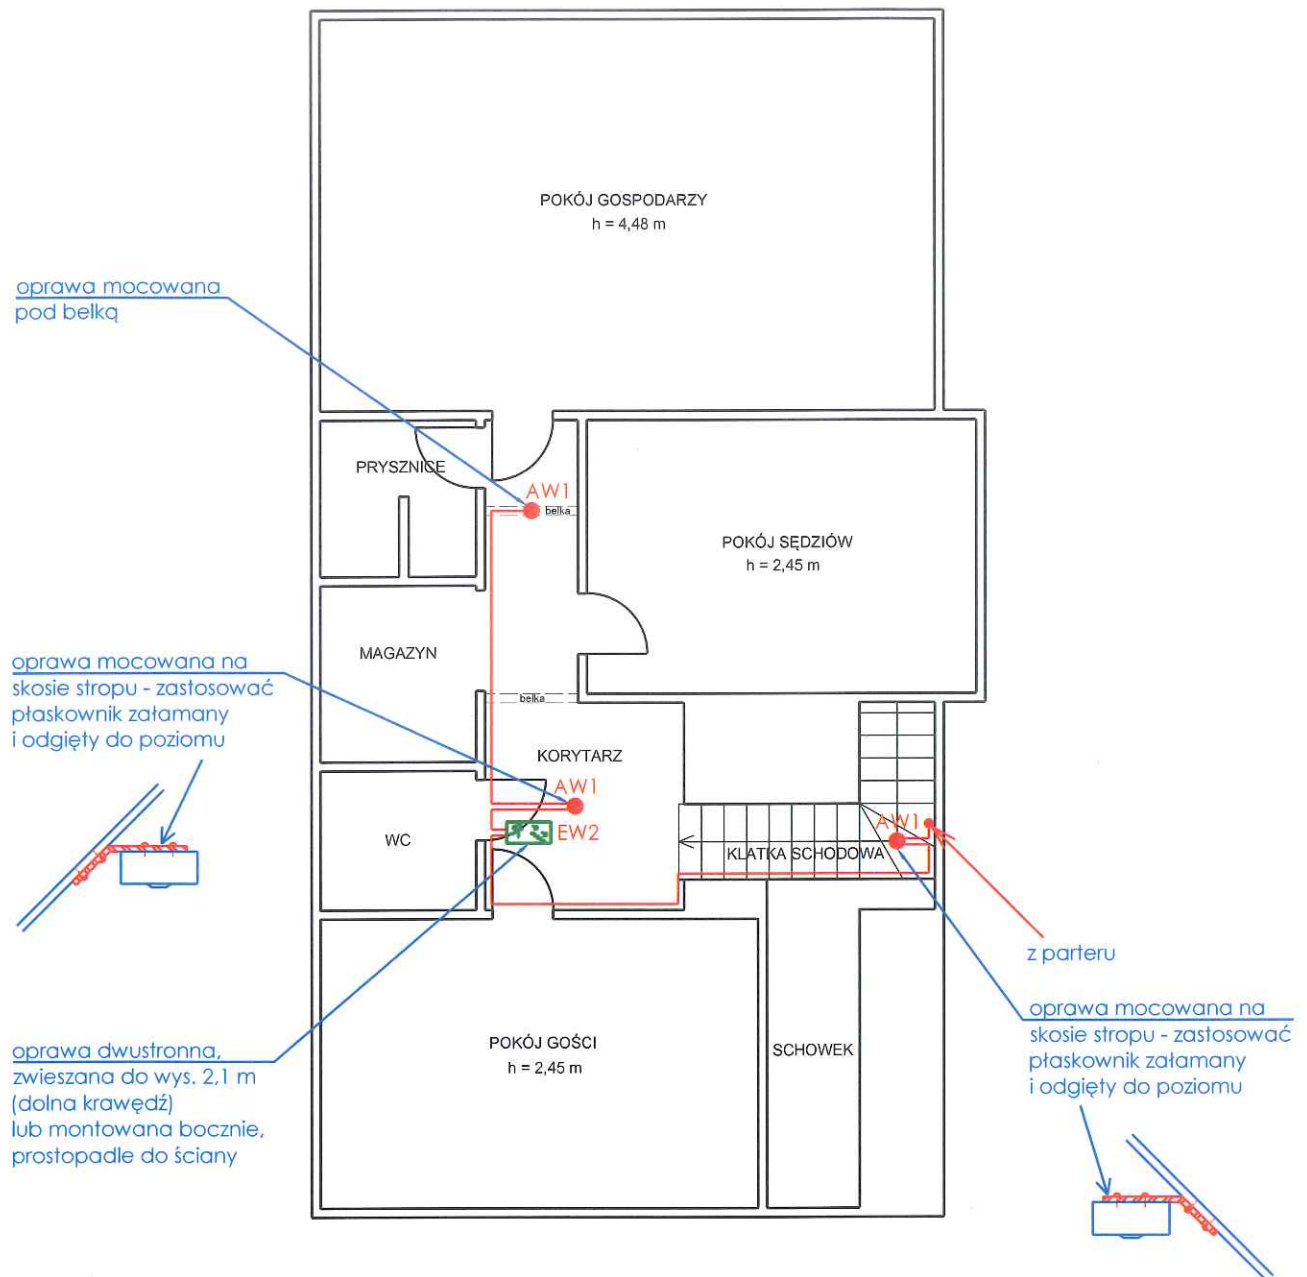 POKÓJ GOSPODARZY
h = 4,48 m
oprawa mocowana
pod belką
PRYSZNICE
AW1
belka
POKÓJ SĘDZIÓW
h = 2,45 m
MAGAZYN
oprawa mocowana na
skosie stropu - zastosować
płaskownik załamany
i odgięty do poziomu
belka
KORYTARZ
AW1
EW2
WC
AW1
KLATKA SCHODOWA
z parteru
oprawa mocowana na
skosie stropu - zastosować
płaskownik załamany
i odgięty do poziomu
oprawa dwustronna,
zwieszana do wys. 2,1 m
(dolna krawędź)
lub montowana bocznie,
prostopadle do ściany
POKÓJ GOŚCI
h = 2,45 m
SCHOWEK